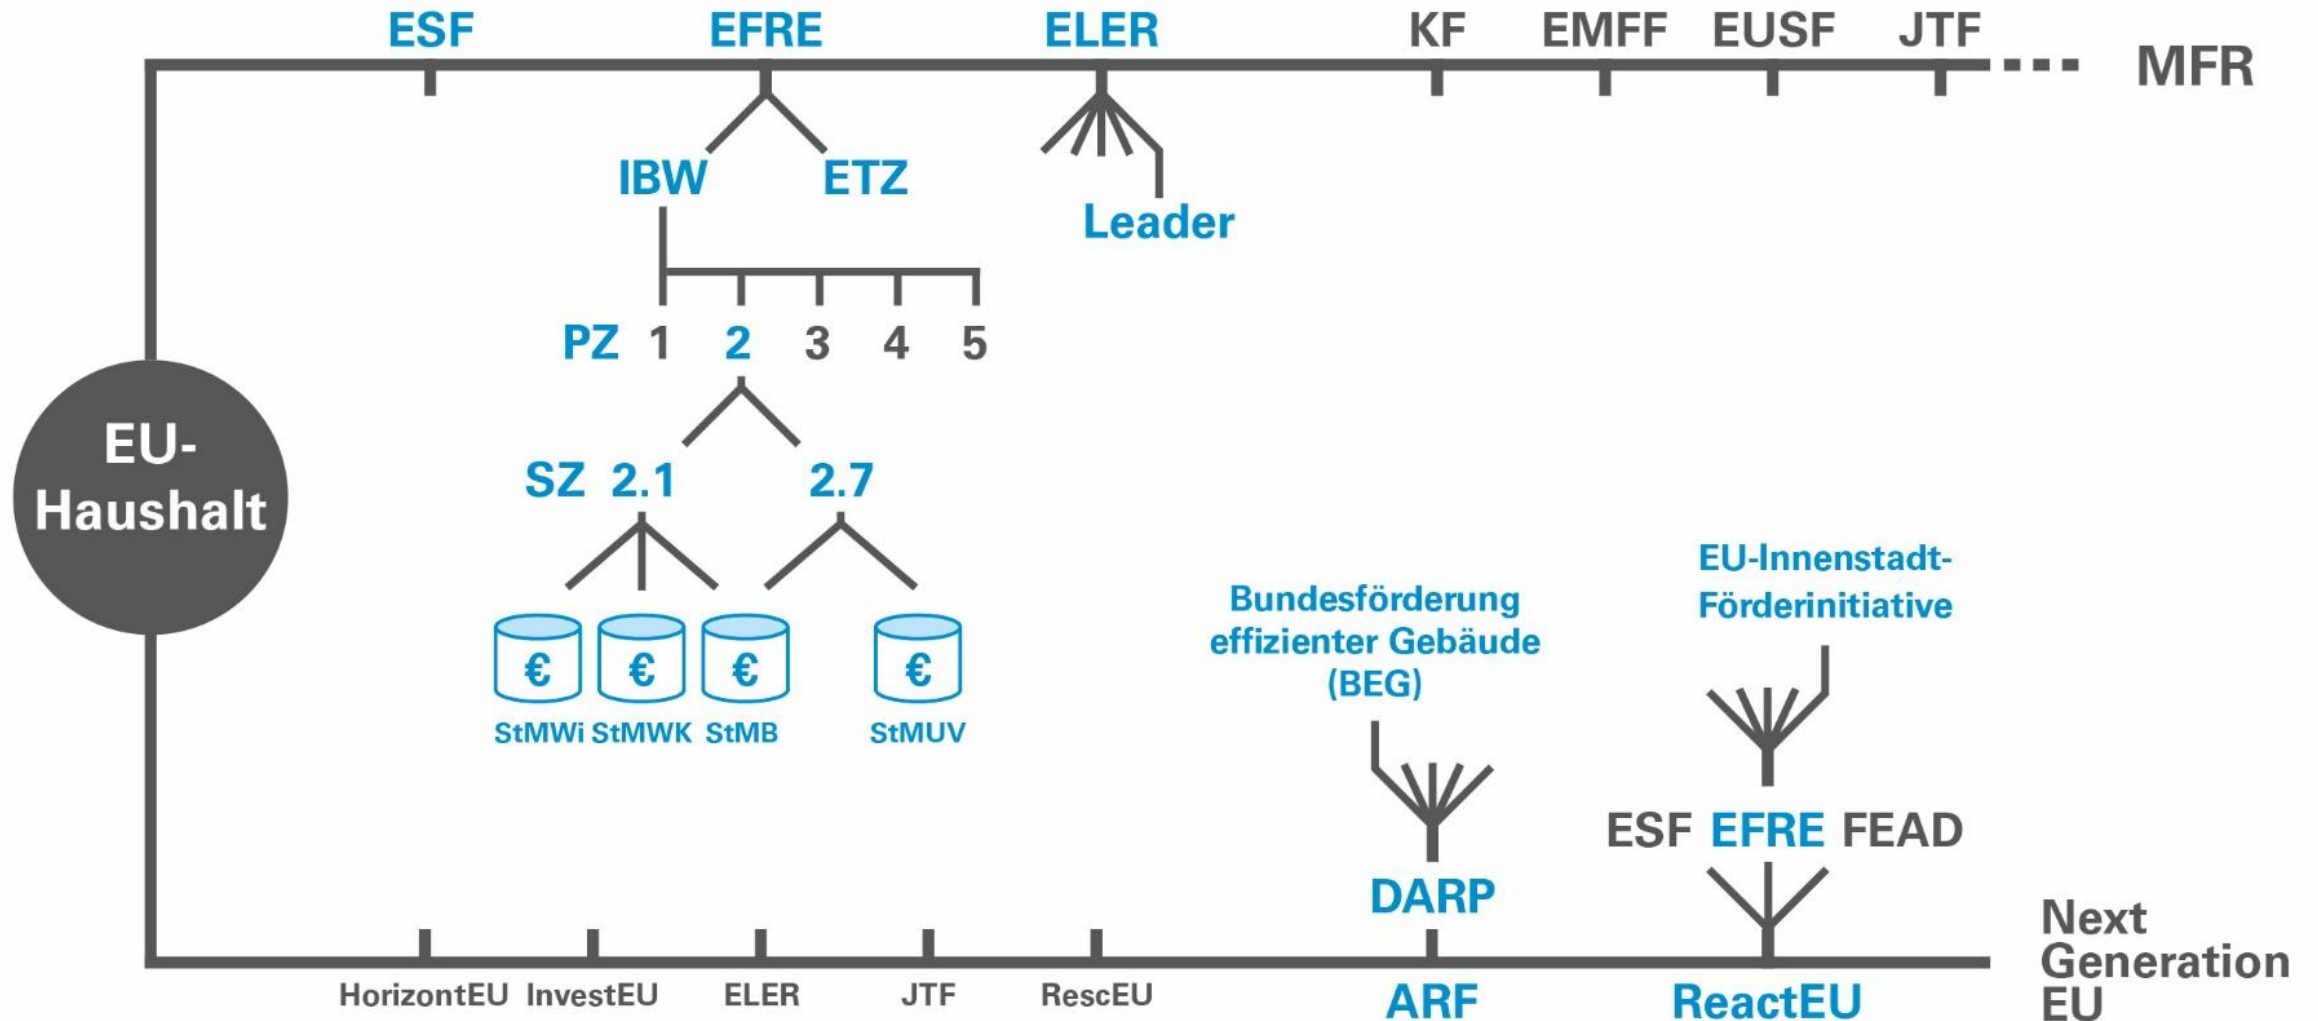 ESF EFRE ELER KF EMFF EUSF JTF
MFR
IBW ETZ
Leader
PZ 1 2 3 4 5
EU-
Haushalt
SZ 2.1 2.7
€ € € €
StMWi StMWK StMB StMUV
Bundesförderung
effizienter Gebäude
(BEG)
EU-Innenstadt-
Förderinitiative
ESF EFRE FEAD
DARP
HorizontEU InvestEU ELER JTF RescEU ARF ReactEU
Next
Generation
EU